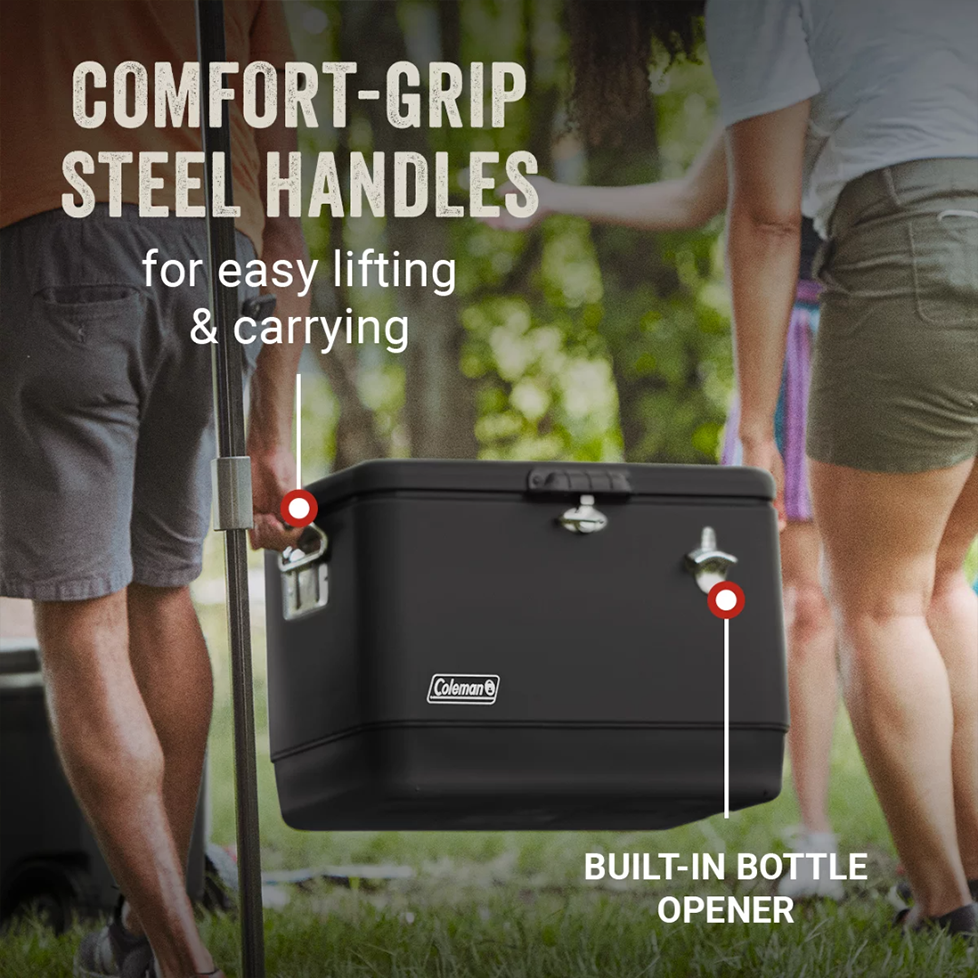 COMFORT-GRIP
STEEL HANDLES
for easy lifting
& carrying
Coleman
BUILT-IN BOTTLE
OPENER